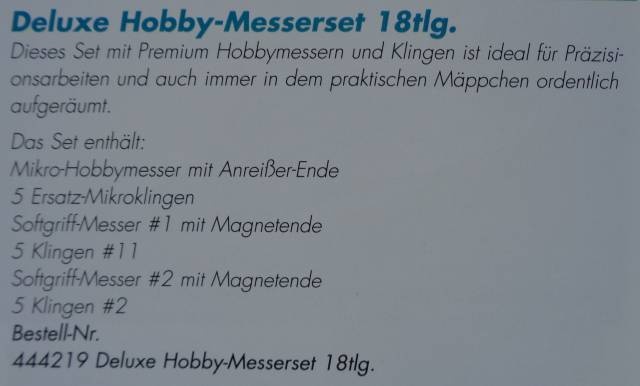 Deluxe Hobby-Messerset 18tlg.
Dieses Set mit Premium Hobbymessern und Klingen ist ideal für Präzisi-
onsarbeiten und auch immer in dem praktischen Mäppchen ordentlich
aufgeräumt.
Das Set enthält:
Mikro-Hobbymesser mit Anreißer-Ende
5 Ersatz-Mikroklingen
Softgriff-Messer #1 mit Magnetende
5 Klingen #11
Softgriff-Messer #2 mit Magnetende
5 Klingen #2
Bestell-Nr.
444219 Deluxe Hobby-Messerset 18tlg.